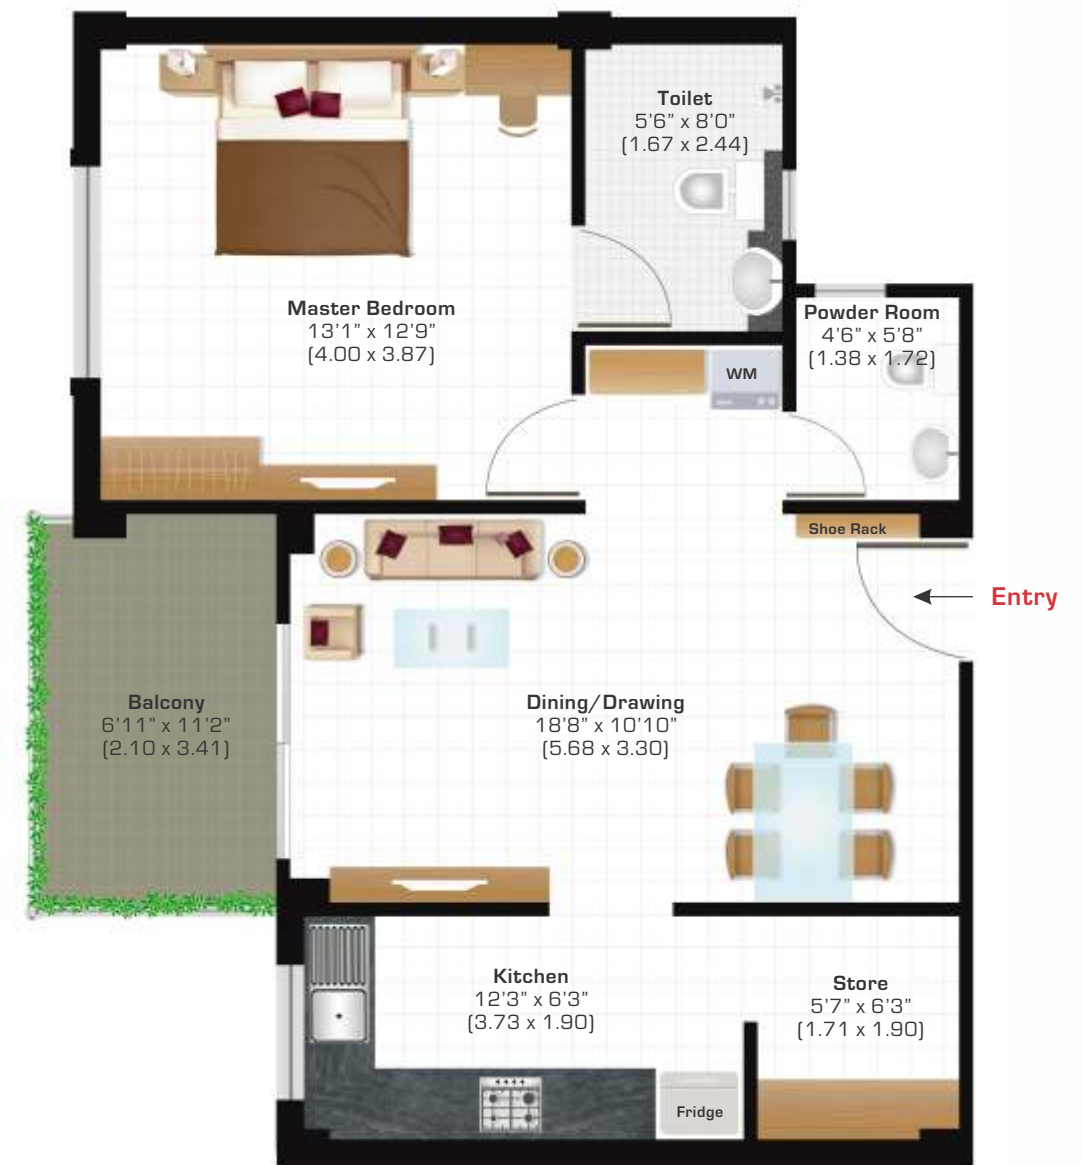 Toilet
5’6” x 8’0”
(1.67 x 2.44)
Master Bedroom
13’1” x 12’9”
(4.00 x 3.87)
Powder Room
4’6” x 5’8”
(1.38 x 1.72)
WM
Shoe Rack
Entry
Balcony
6’11” x 11’2”
(2.10 x 3.41)
Dining/Drawing
18’8” x 10’10”
(5.68 x 3.30)
Kitchen
12’3” x 6’3”
(3.73 x 1.90)
Store
5’7” x 6’3”
(1.71 x 1.90)
Fridge